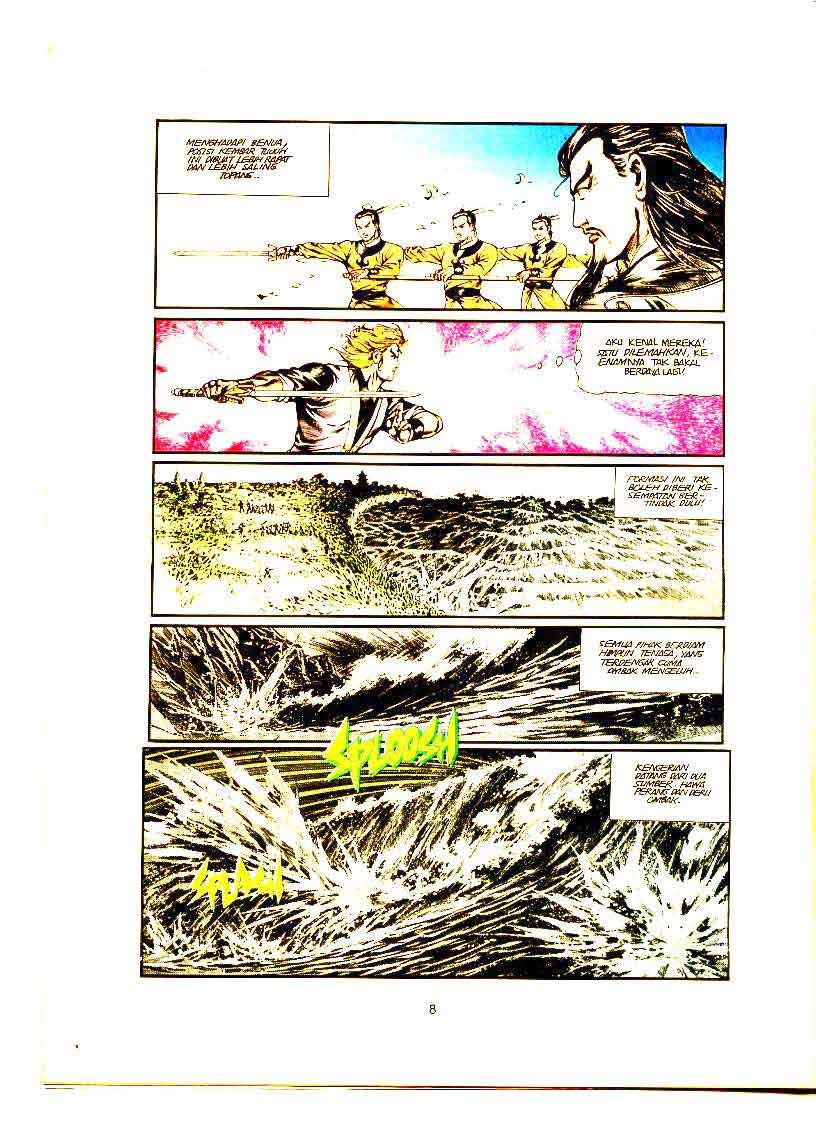 MENGHADAPI BENUA,
POSISI KEMBAR TUJUH
INI DIBUAT LEBIH RAPAT
DAN LEBIH SALING
TOPANG..
AKU KENAL MEREKA!
SATU DILEMAHKAN, KE-
ENAMNYA TAK BAKAL
BERDAYA LAGI!
FORMASI INI TAK
BOLEH DIBERI KE-
SEMPATAN BER-
TINDAK DULU!
SEMUA PIHAK BERDIAM
HIMPUN TENAGA, YANG
TERDENGAR CUMA
OMBAK MENGELUH..
SPLOOSH
KENGERIAN
DATANG DARI DUA
SUMBER. HAWA
PERANG DAN DERU
OMBAK.
SPLASH
8